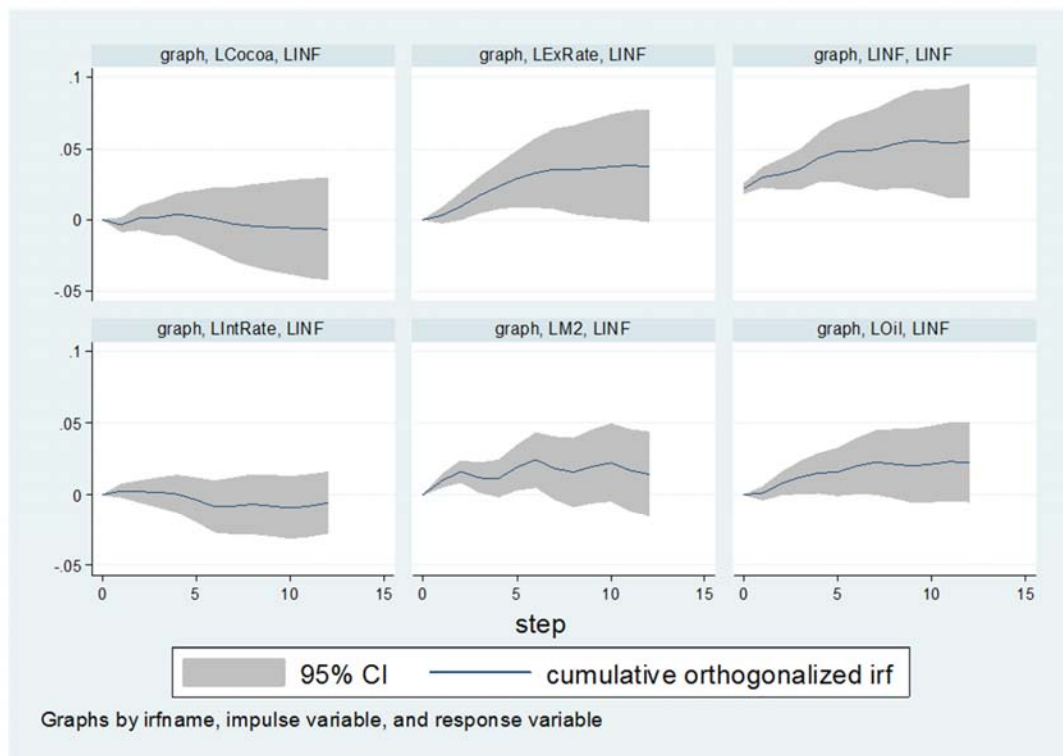 graph, LCocoa, LINF
graph, LExRate, LINF
graph, LINF, LINF
.1
.05
0
-.05
graph, LIntRate, LINF
graph, LM2, LINF
graph, LOil, LINF
.1
.05
0
-.05
0 5 10 15
0 5 10 15
0 5 10 15
step
95% CI
cumulative orthogonalized irf
Graphs by irfname, impulse variable, and response variable